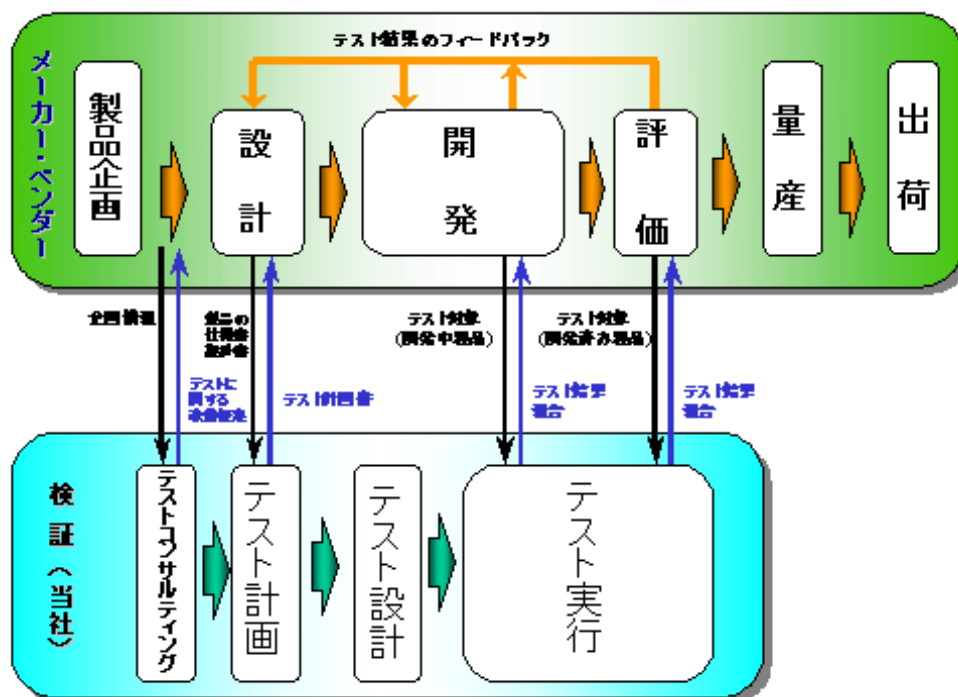 テスト結果のフィードバック
メーカー・ベンダー
製品企画
設計
開発
評価
量産
出荷
企画情報
製品の
仕様書
設計書
テスト対象
(開発中製品)
テスト対象
(開発済み製品)
テストに
関する
テスト計画書
テスト結果
報告
テスト結果
報告
検証(当社)
テストコンサルティング
テスト計画
テスト設計
テスト実行